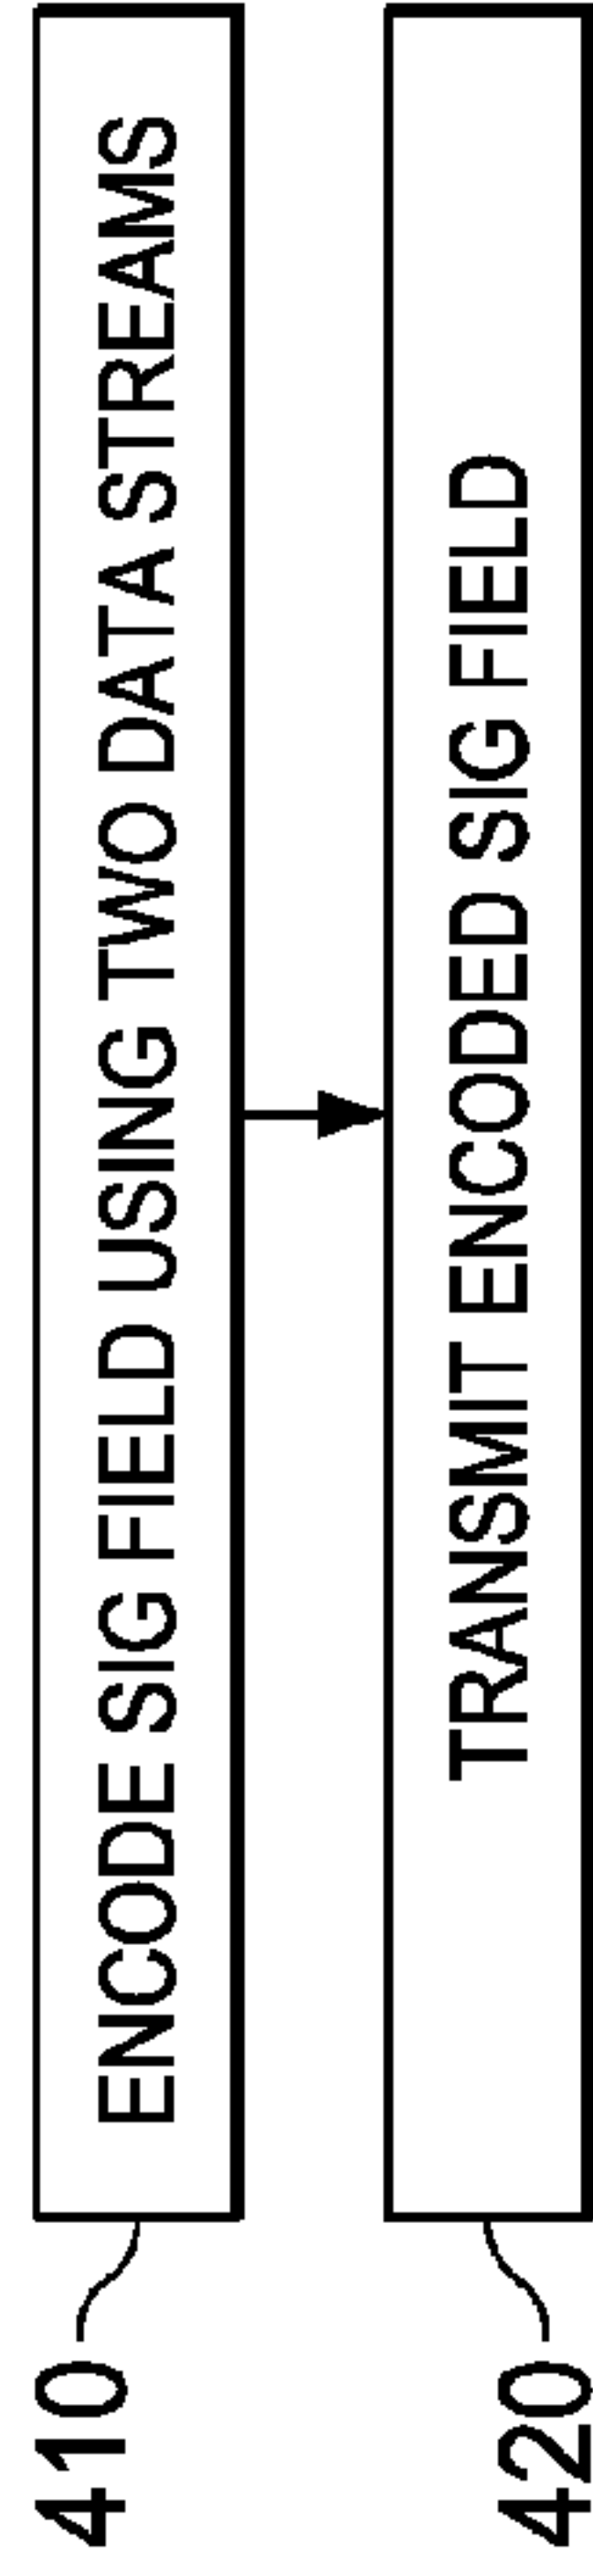 410
ENCODE SIG FIELD USING TWO DATA STREAMS
420
TRANSMIT ENCODED SIG FIELD